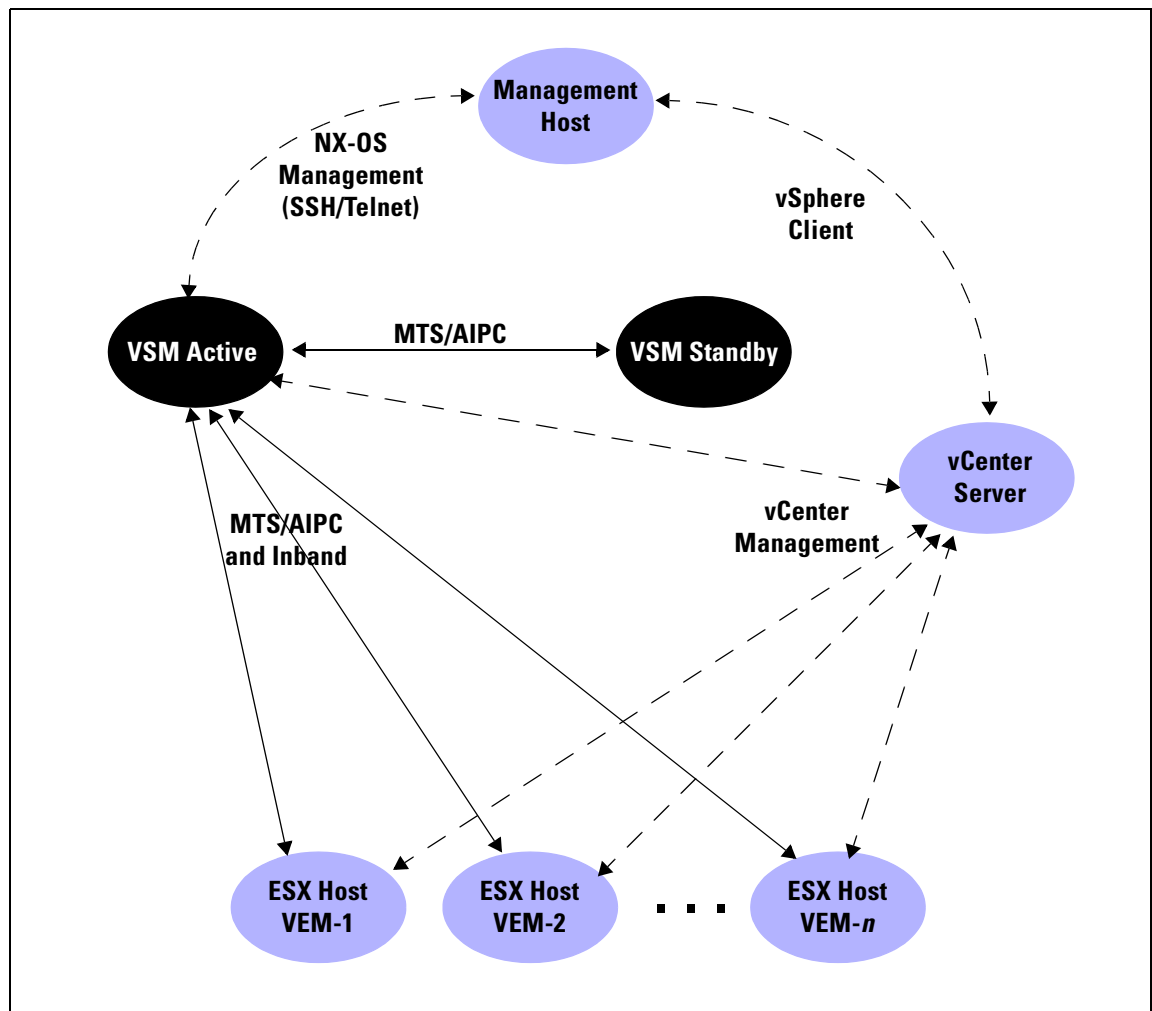 Management
Host
NX-OS
Management
(SSH/Telnet)
vSphere
Client
VSM Active
MTS/AIPC
VSM Standby
vCenter
Server
MTS/AIPC
and Inband
vCenter
Management
ESX Host
VEM-1
ESX Host
VEM-2
. . .
ESX Host
VEM-n